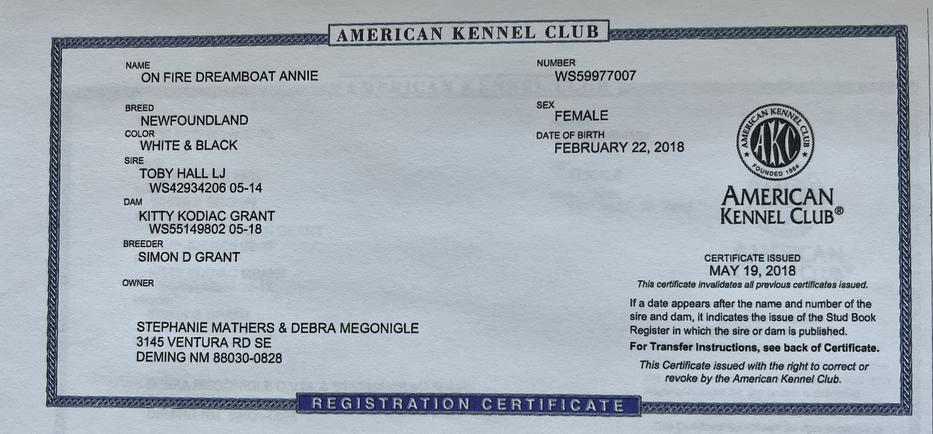 AMERICAN KENNEL CLUB
NAME
ON FIRE DREAMBOAT ANNIE
NUMBER
WS59977007
BREED
NEWFOUNDLAND
SEX
FEMALE
COLOR
WHITE & BLACK
DATE OF BIRTH
FEBRUARY 22, 2018
SIRE
TOBY HALL LJ
WS42934206 05-14
DAM
KITTY KODIAC GRANT
WS55149802 05-18
BREEDER
SIMON D GRANT
OWNER
STEPHANIE MATHERS & DEBRA MEGONIGLE
3145 VENTURA RD SE
DEMING NM 88030-0828
AMERICAN KENNEL CLUB
AKC
FOUNDED 1884
AMERICAN
KENNEL CLUB®
CERTIFICATE ISSUED
MAY 19, 2018
This certificate invalidates all previous certificates issued.
If a date appears after the name and number of the
sire and dam, it indicates the issue of the Stud Book
Register in which the sire or dam is published.
For Transfer Instructions, see back of Certificate.
This Certificate issued with the right to correct or
revoke by the American Kennel Club.
REGISTRATION CERTIFICATE